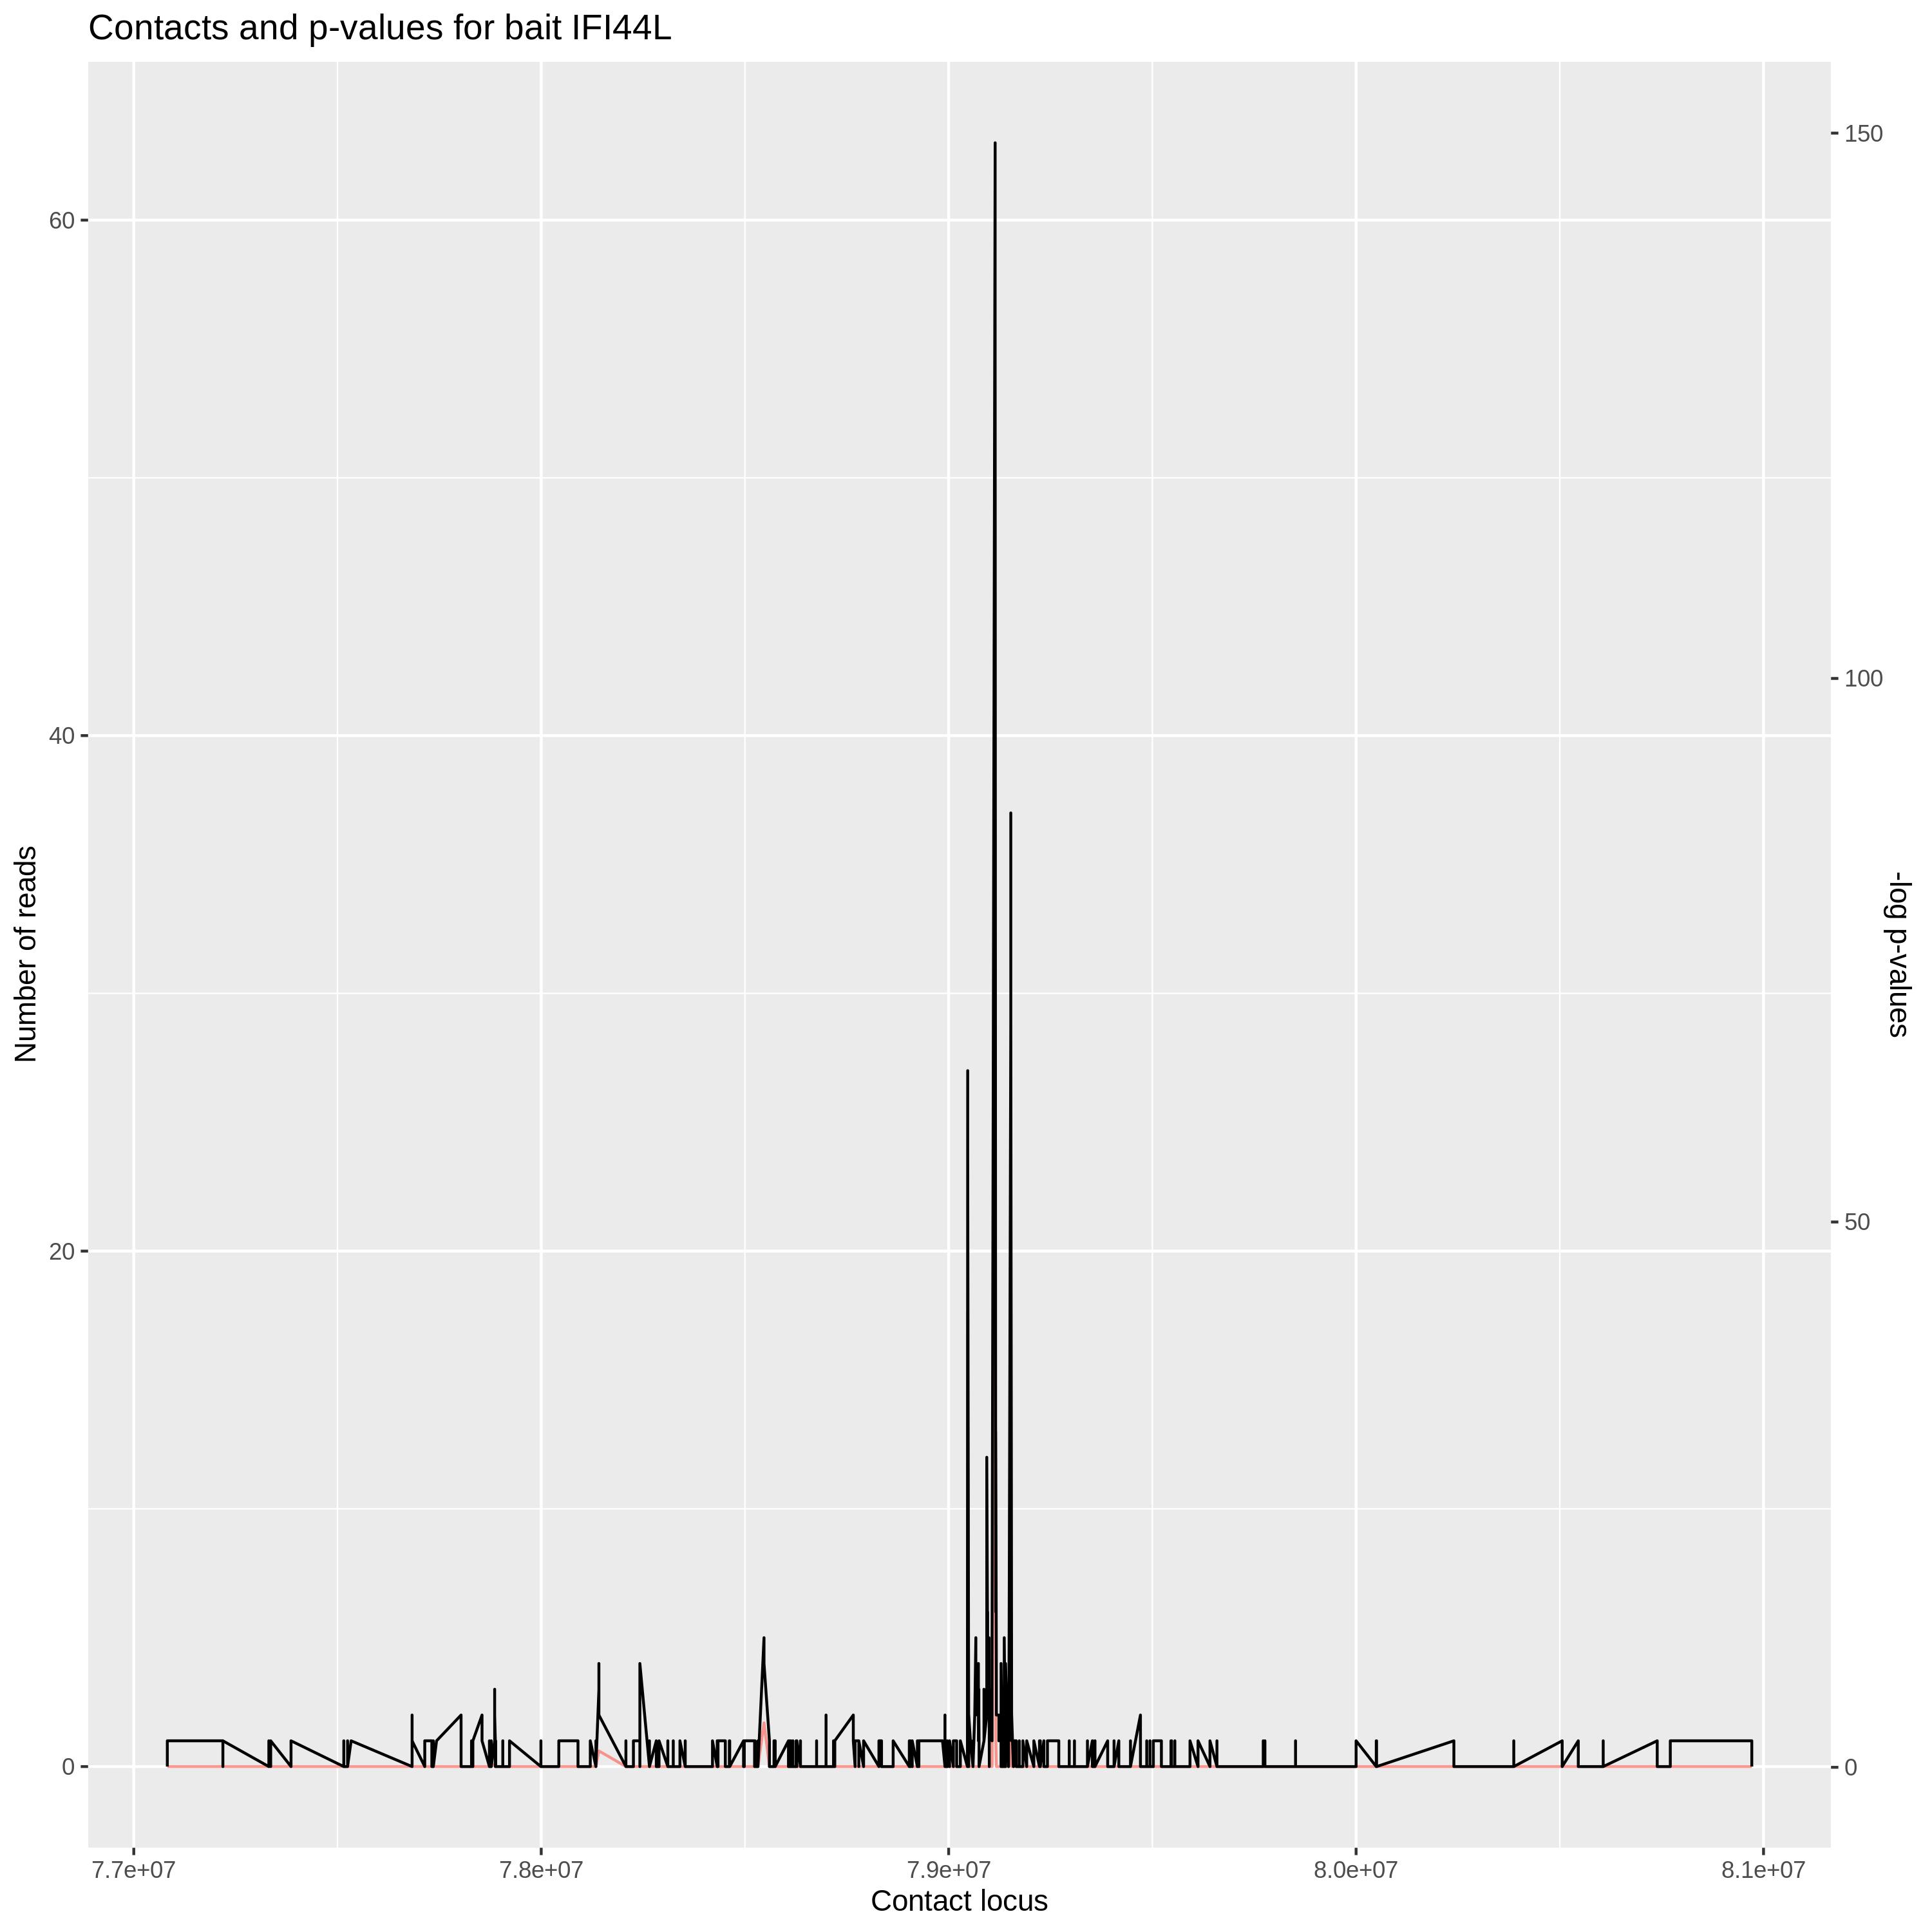 Contacts and p-values for bait IFI44L
150
60
100
40
Number of reads
-log p-values
50
20
0
0
7.7e+07 7.8e+07 7.9e+07 8.0e+07 8.1e+07
Contact locus